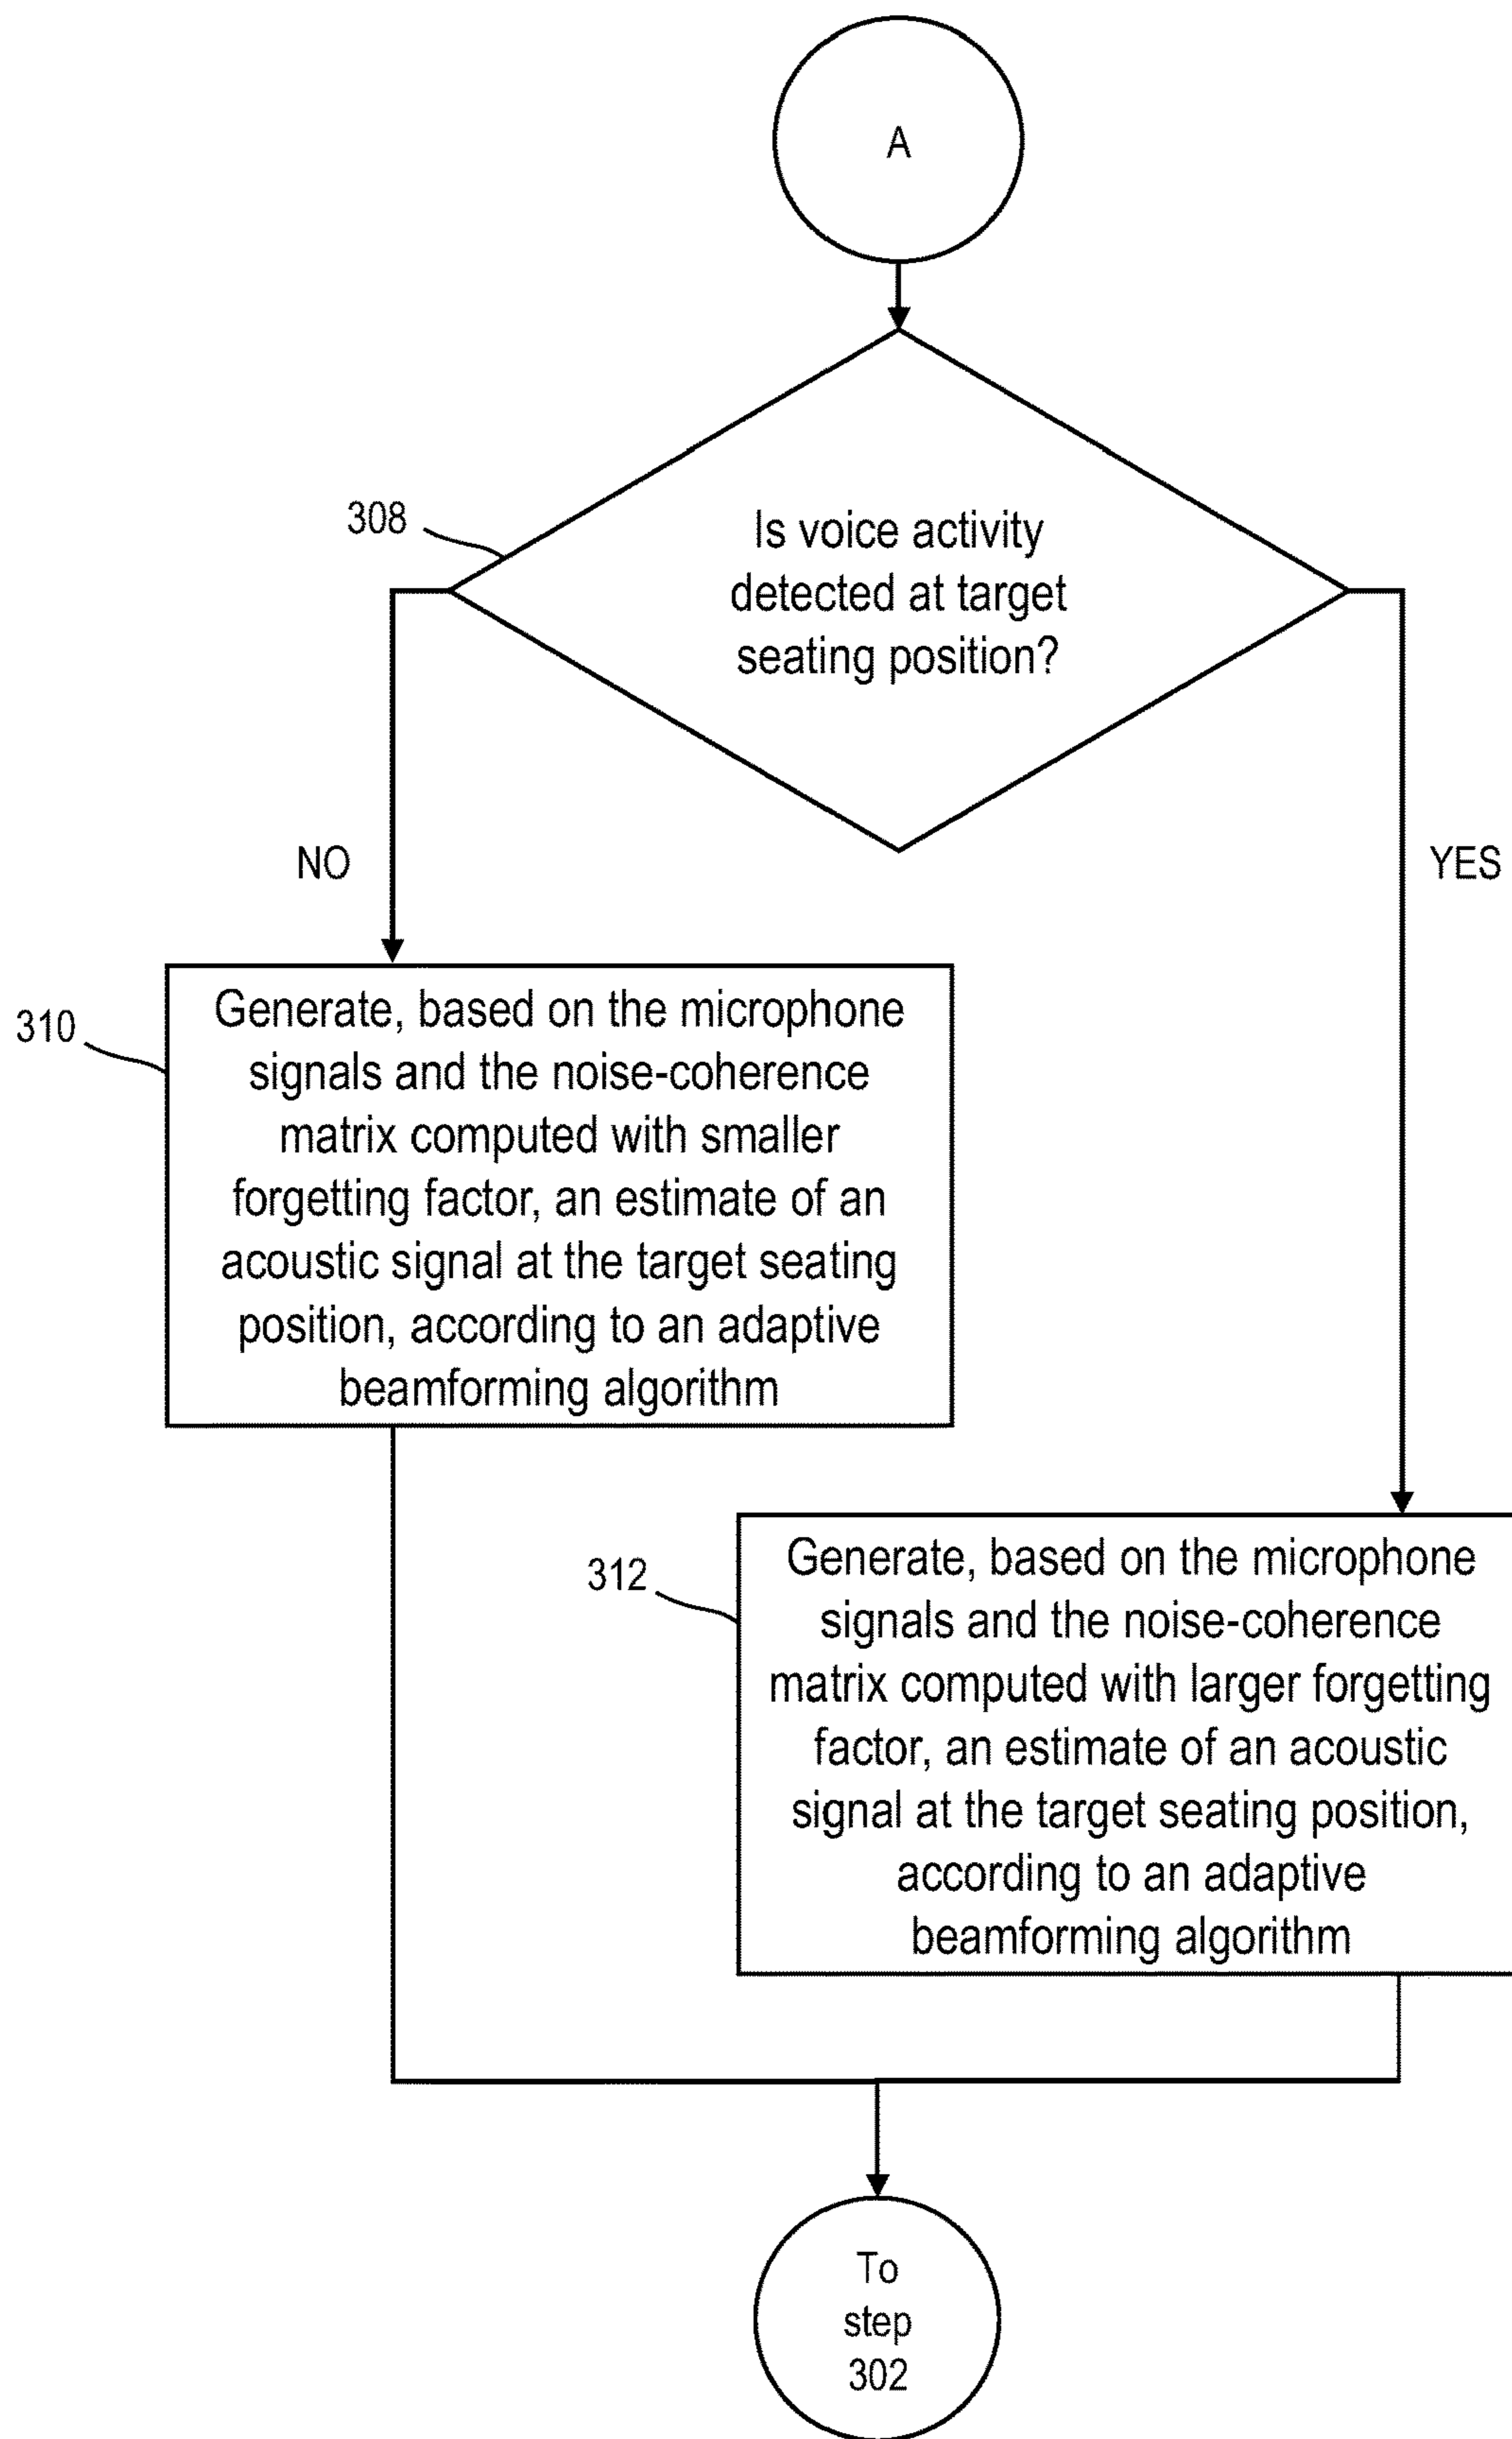 A
308
Is voice activity
detected at target
seating position?
NO
YES
310
Generate, based on the microphone
signals and the noise-coherence
matrix computed with smaller
forgetting factor, an estimate of an
acoustic signal at the target seating
position, according to an adaptive
beamforming algorithm
312
Generate, based on the microphone
signals and the noise-coherence
matrix computed with larger forgetting
factor, an estimate of an acoustic
signal at the target seating position,
according to an adaptive
beamforming algorithm
To
step
302